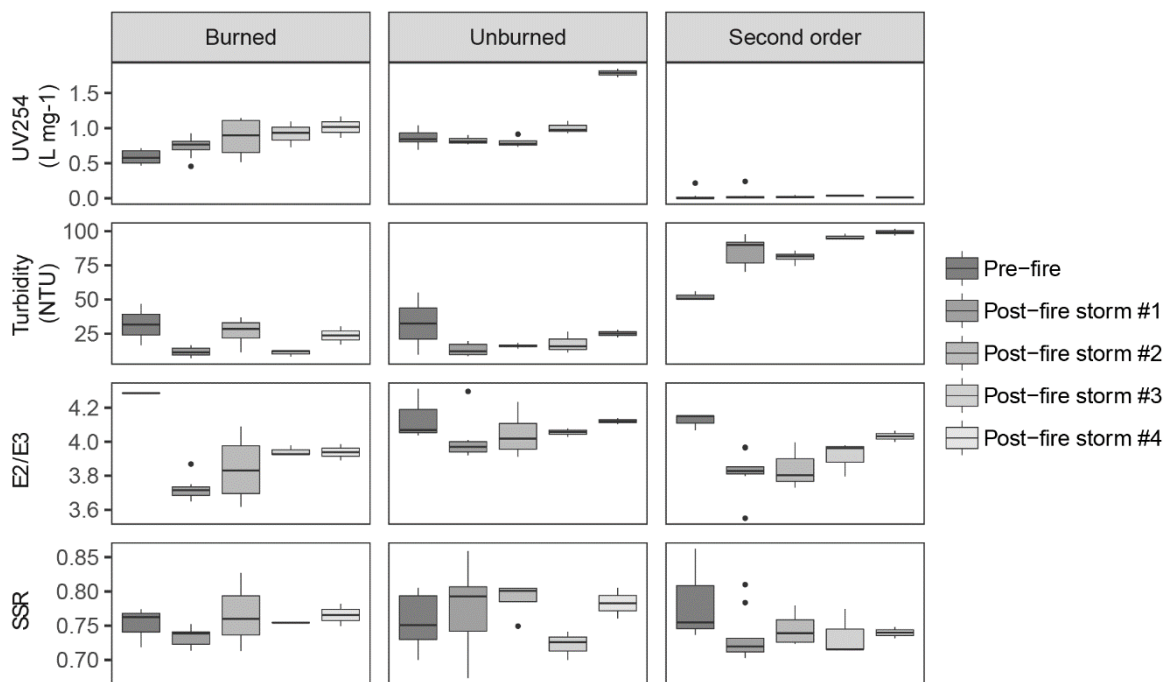 Burned Unburned Second order
UV254
(L mg-1)
1.5
1.0
0.5
0.0
Turbidity
(NTU)
100
75
50
25
E2/E3
4.2
4.0
3.8
3.6
SSR
0.85
0.80
0.75
0.70
Pre-fire
Post-fire storm #1
Post-fire storm #2
Post-fire storm #3
Post-fire storm #4